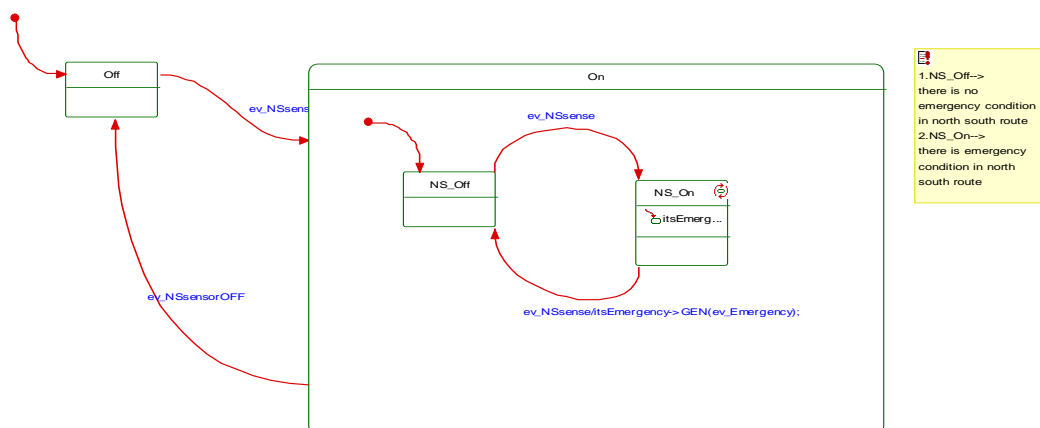 Off
On
ev_NSsens
ev_NSsense
NS_Off
NS_On
itsEmerg...
ev_NSsensorOFF
ev_NSsense/itsEmergency->GEN(ev_Emergency);
1.NS_Off-->
there is no
emergency condition
in north south route
2.NS_On-->
there is emergency
condition in north
south route